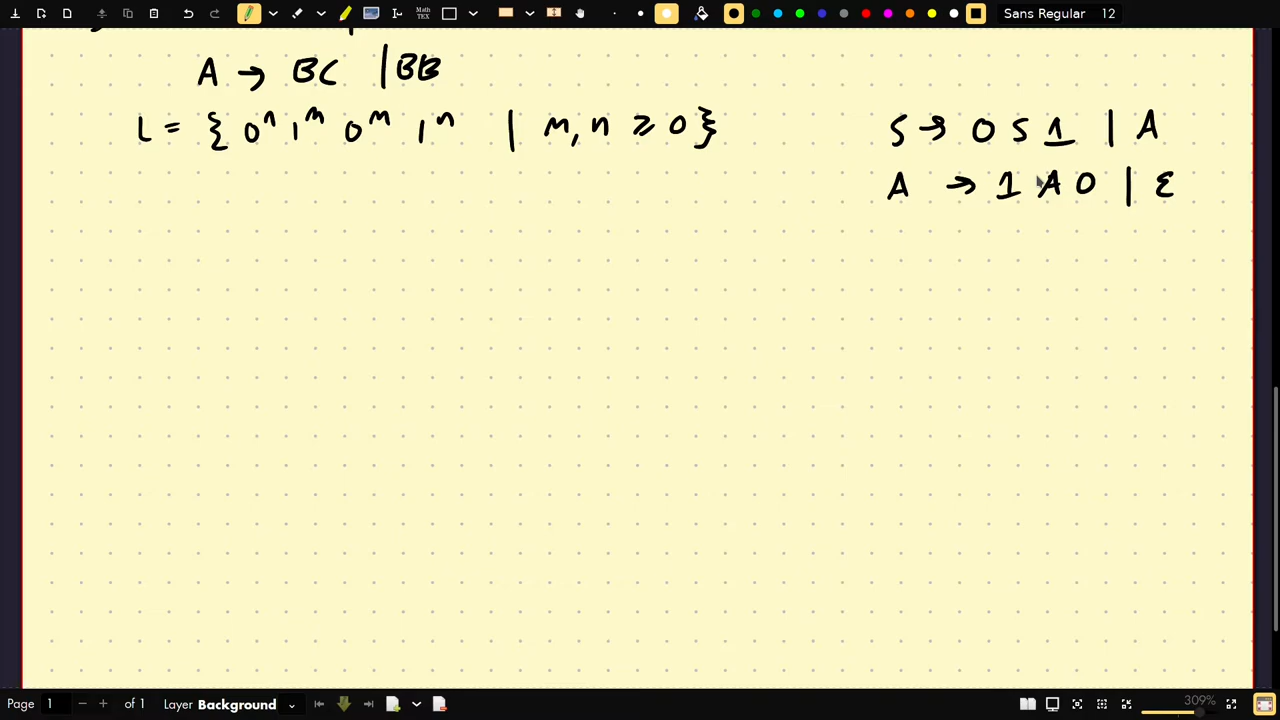 Sans Regular 12
A → BC | BB
L = { 0ⁿ 1ᵐ 0ᵐ 1ⁿ | m, n ⩾ 0 }
S → 0 S 1 | A
A → 1 A 0 | ε
Page 1 of 1 Layer Background 309%